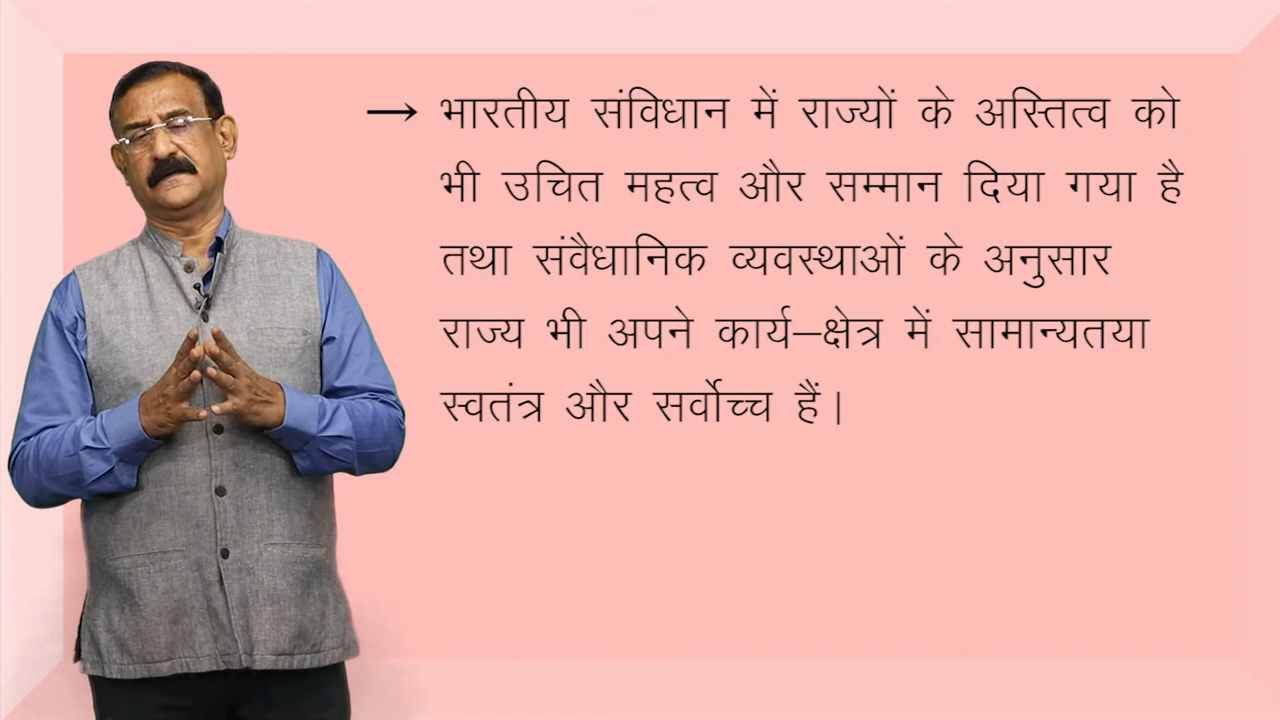 → भारतीय संविधान में राज्यों के अस्तित्व को
भी उचित महत्व और सम्मान दिया गया है
तथा संवैधानिक व्यवस्थाओं के अनुसार
राज्य भी अपने कार्य–क्षेत्र में सामान्यतया
स्वतंत्र और सर्वोच्च हैं।